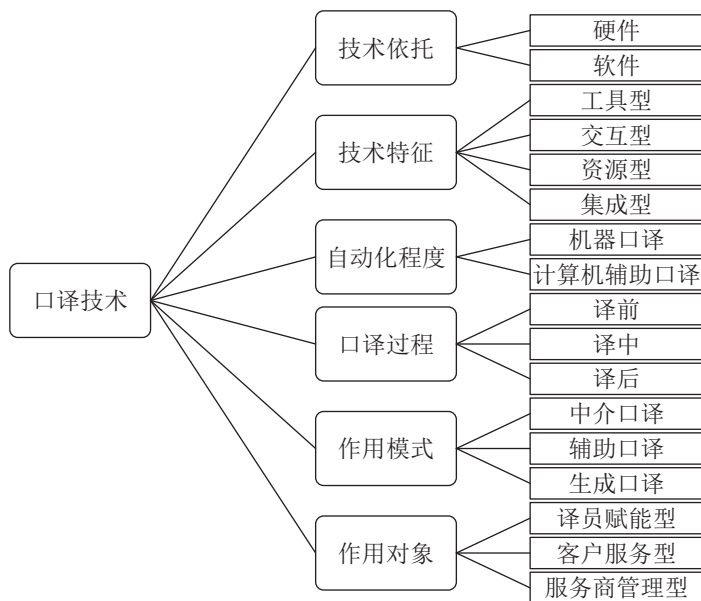 口译技术
技术依托
硬件
软件
技术特征
工具型
交互型
资源型
集成型
自动化程度
机器口译
计算机辅助口译
口译过程
译前
译中
译后
作用模式
中介口译
辅助口译
生成口译
作用对象
译员赋能型
客户服务型
服务商管理型